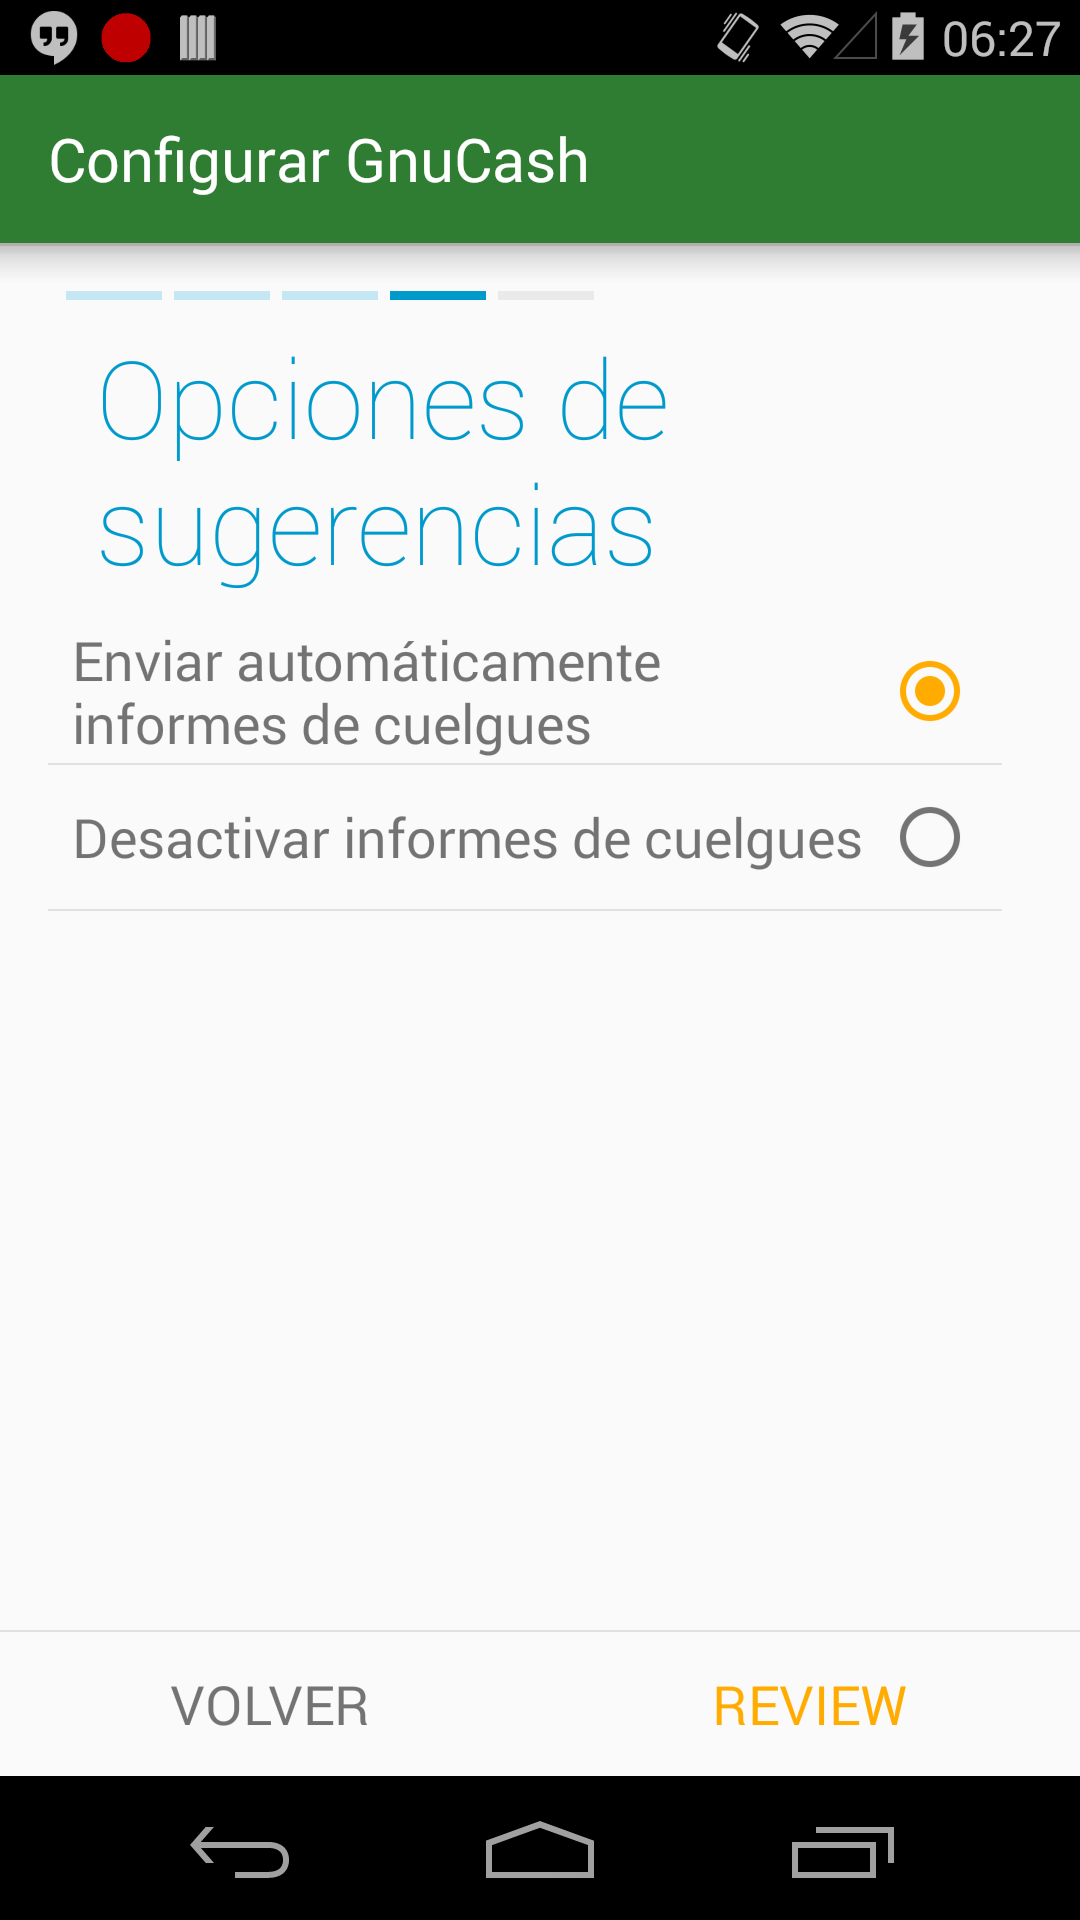 06:27
Configurar GnuCash
Opciones de
sugerencias
Enviar automáticamente
informes de cuelgues
Desactivar informes de cuelgues
VOLVER
REVIEW